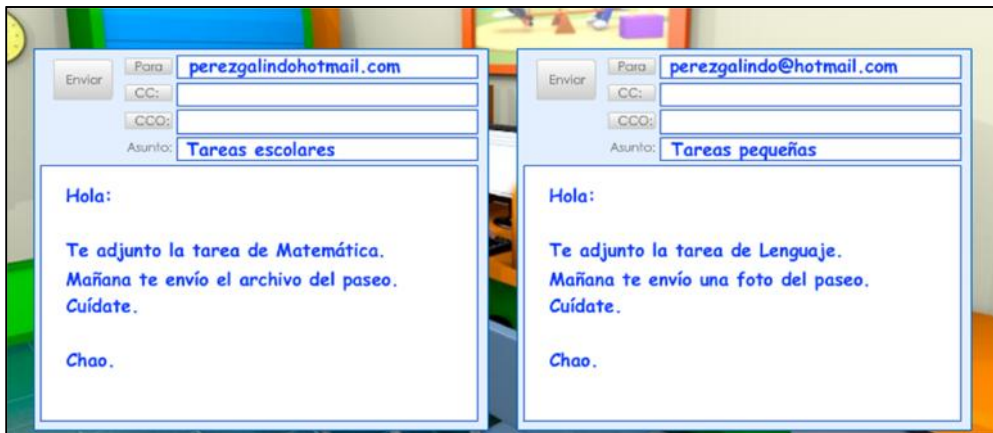 Enviar
Para
perezgalindohotmail.com
CC:
CCO:
Asunto:
Tareas escolares
Hola:
Te adjunto la tarea de Matemática.
Mañana te envío el archivo del paseo.
Cuídate.
Chao.
Enviar
Para
perezgalindo@hotmail.com
CC:
CCO:
Asunto:
Tareas pequeñas
Hola:
Te adjunto la tarea de Lenguaje.
Mañana te envío una foto del paseo.
Cuídate.
Chao.